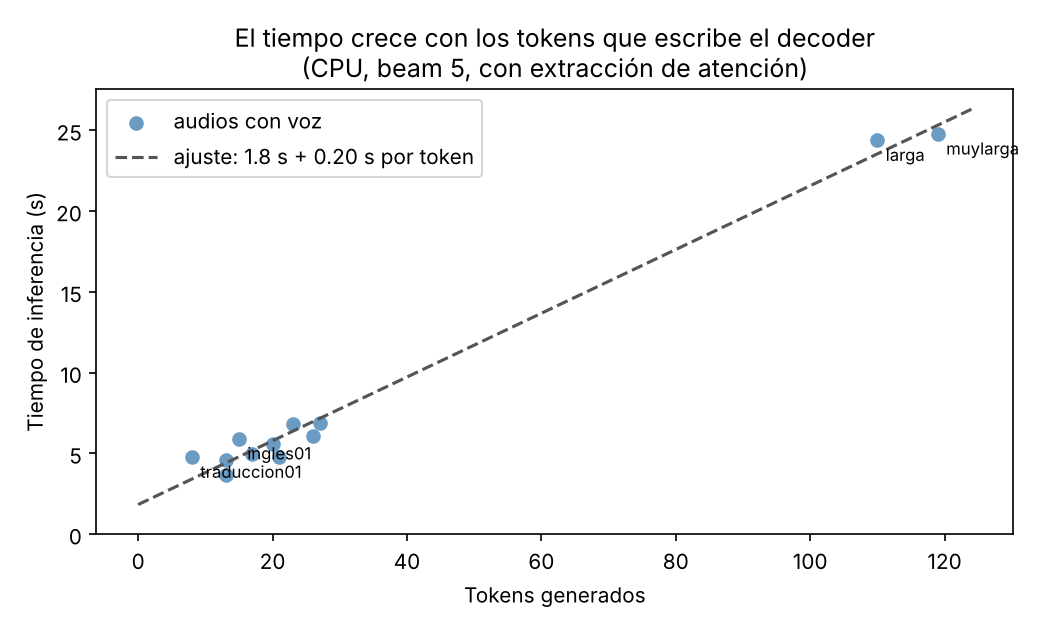 El tiempo crece con los tokens que escribe el decoder
(CPU, beam 5, con extracción de atención)
audios con voz
ajuste: 1.8 s + 0.20 s por token
Tiempo de inferencia (s)
25
20
15
10
5
0
larga
muylarga
ingles01
traduccion01
0 20 40 60 80 100 120
Tokens generados